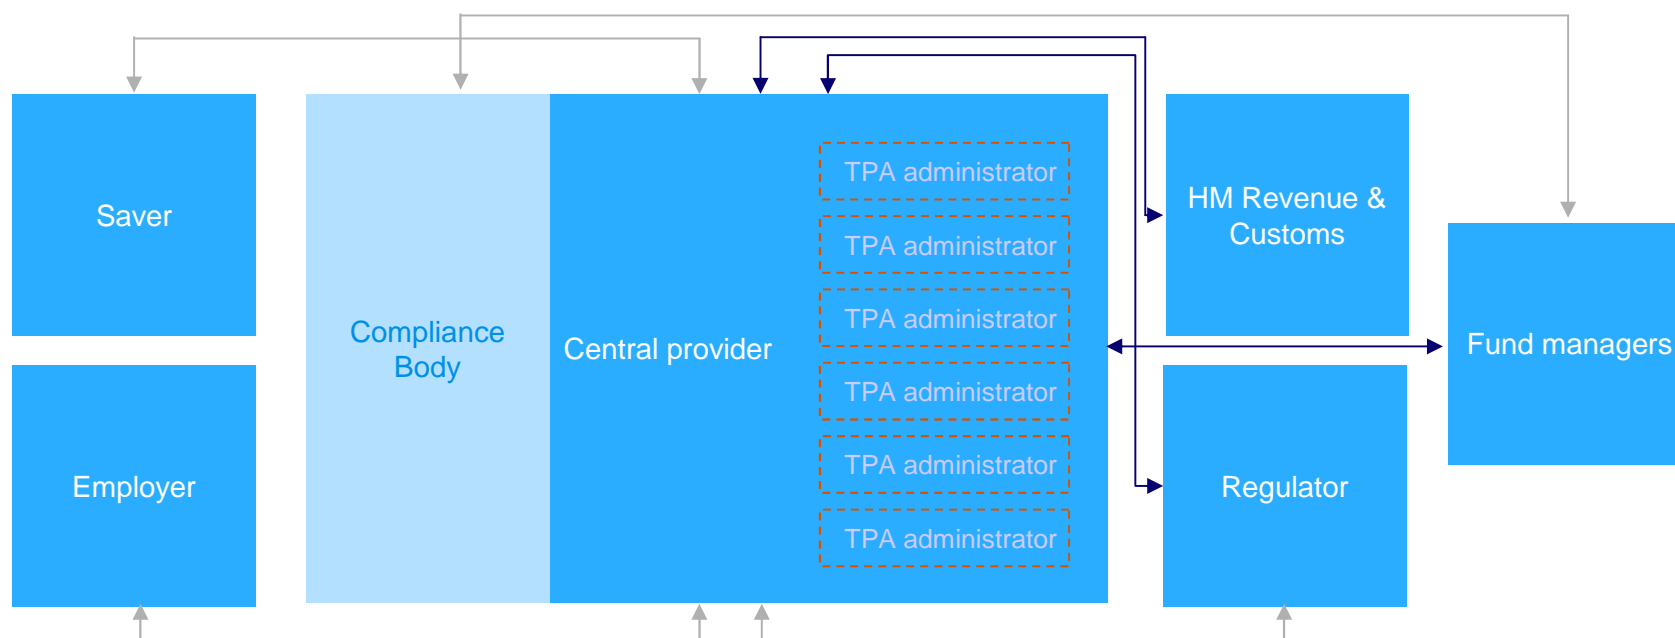 Saver
Employer
Compliance
Body
Central provider
TPA administrator
TPA administrator
TPA administrator
TPA administrator
TPA administrator
TPA administrator
HM Revenue &
Customs
Regulator
Fund managers